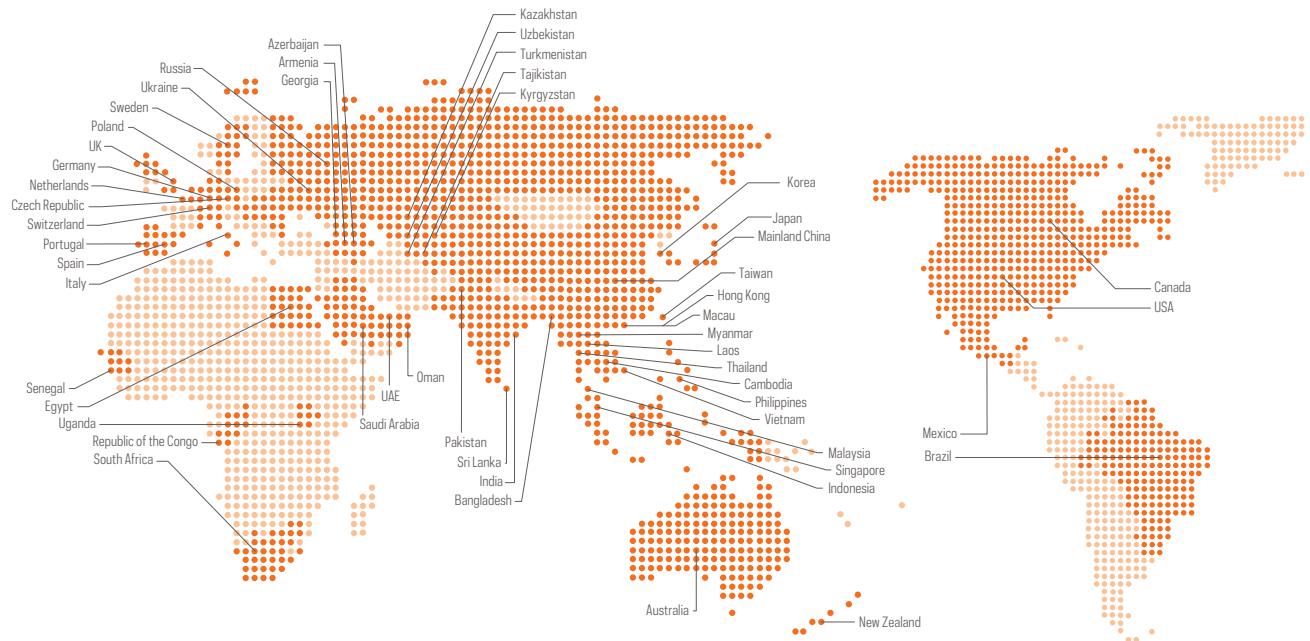 Kazakhstan
Uzbekistan
Turkmenistan
Tajikistan
Kyrgyzstan
Azerbaijan
Armenia
Georgia
Russia
Ukraine
Sweden
Poland
UK
Germany
Netherlands
Czech Republic
Switzerland
Portugal
Spain
Italy
Senegal
Egypt
Uganda
Republic of the Congo
South Africa
Saudi Arabia
UAE
Oman
Pakistan
Sri Lanka
India
Bangladesh
Korea
Japan
Mainland China
Taiwan
Hong Kong
Macau
Myanmar
Laos
Thailand
Cambodia
Philippines
Vietnam
Malaysia
Singapore
Indonesia
Australia
New Zealand
Canada
USA
Mexico
Brazil